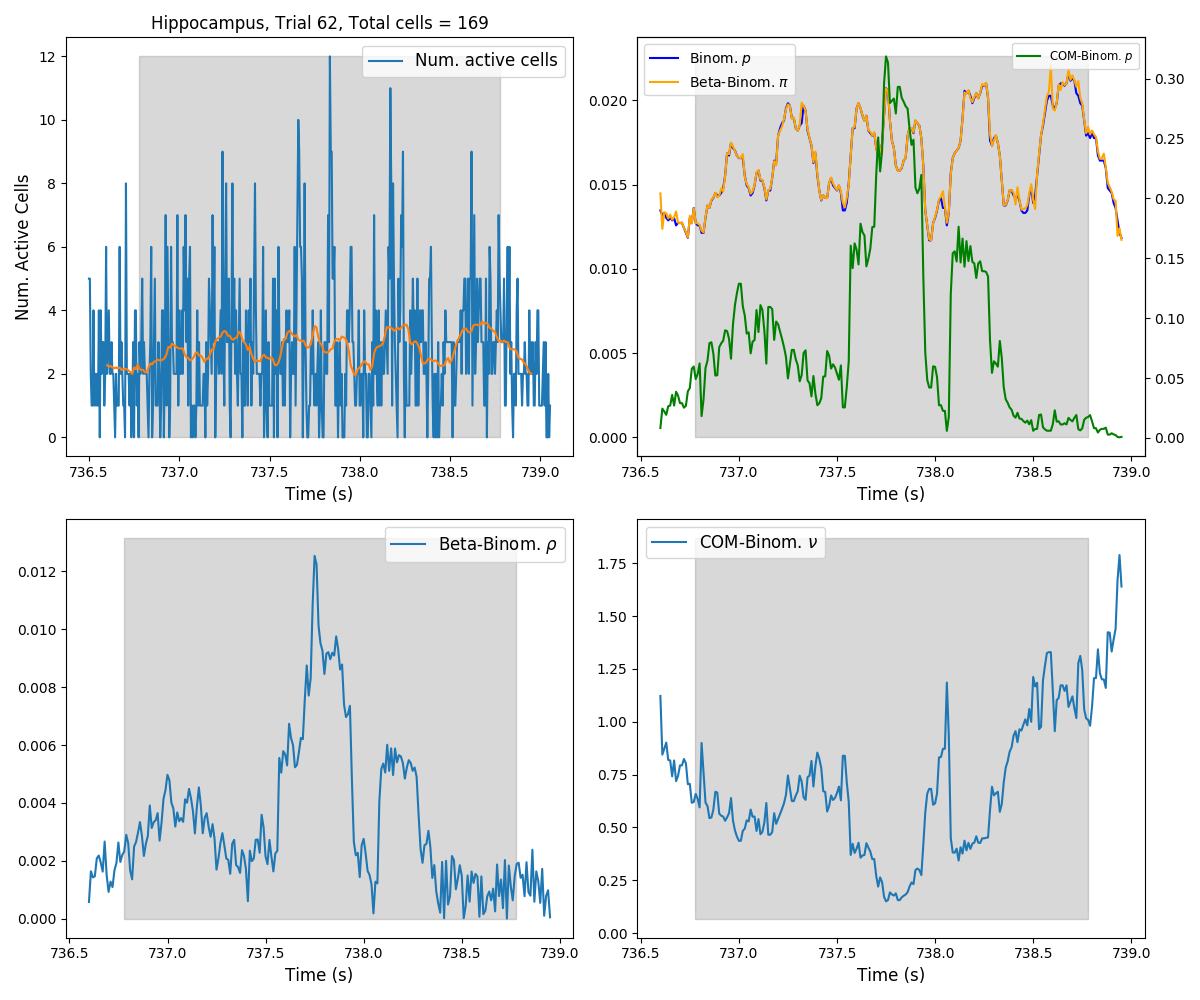 Hippocampus, Trial 62, Total cells = 169
Num. active cells
12
10
8
6
4
2
0
Num. Active Cells
736.5 737.0 737.5 738.0 738.5 739.0
Time (s)
Binom. p
Beta-Binom. π
COM-Binom. p
0.020
0.015
0.010
0.005
0.000
0.30
0.25
0.20
0.15
0.10
0.05
0.00
736.5 737.0 737.5 738.0 738.5 739.0
Time (s)
Beta-Binom. ρ
0.012
0.010
0.008
0.006
0.004
0.002
0.000
736.5 737.0 737.5 738.0 738.5 739.0
Time (s)
COM-Binom. ν
1.75
1.50
1.25
1.00
0.75
0.50
0.25
0.00
736.5 737.0 737.5 738.0 738.5 739.0
Time (s)